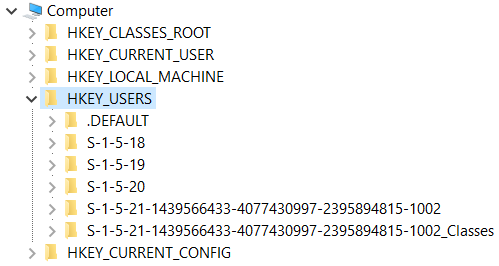 Computer
HKEY_CLASSES_ROOT
HKEY_CURRENT_USER
HKEY_LOCAL_MACHINE
HKEY_USERS
.DEFAULT
S-1-5-18
S-1-5-19
S-1-5-20
S-1-5-21-1439566433-4077430997-2395894815-1002
S-1-5-21-1439566433-4077430997-2395894815-1002_Classes
HKEY_CURRENT_CONFIG